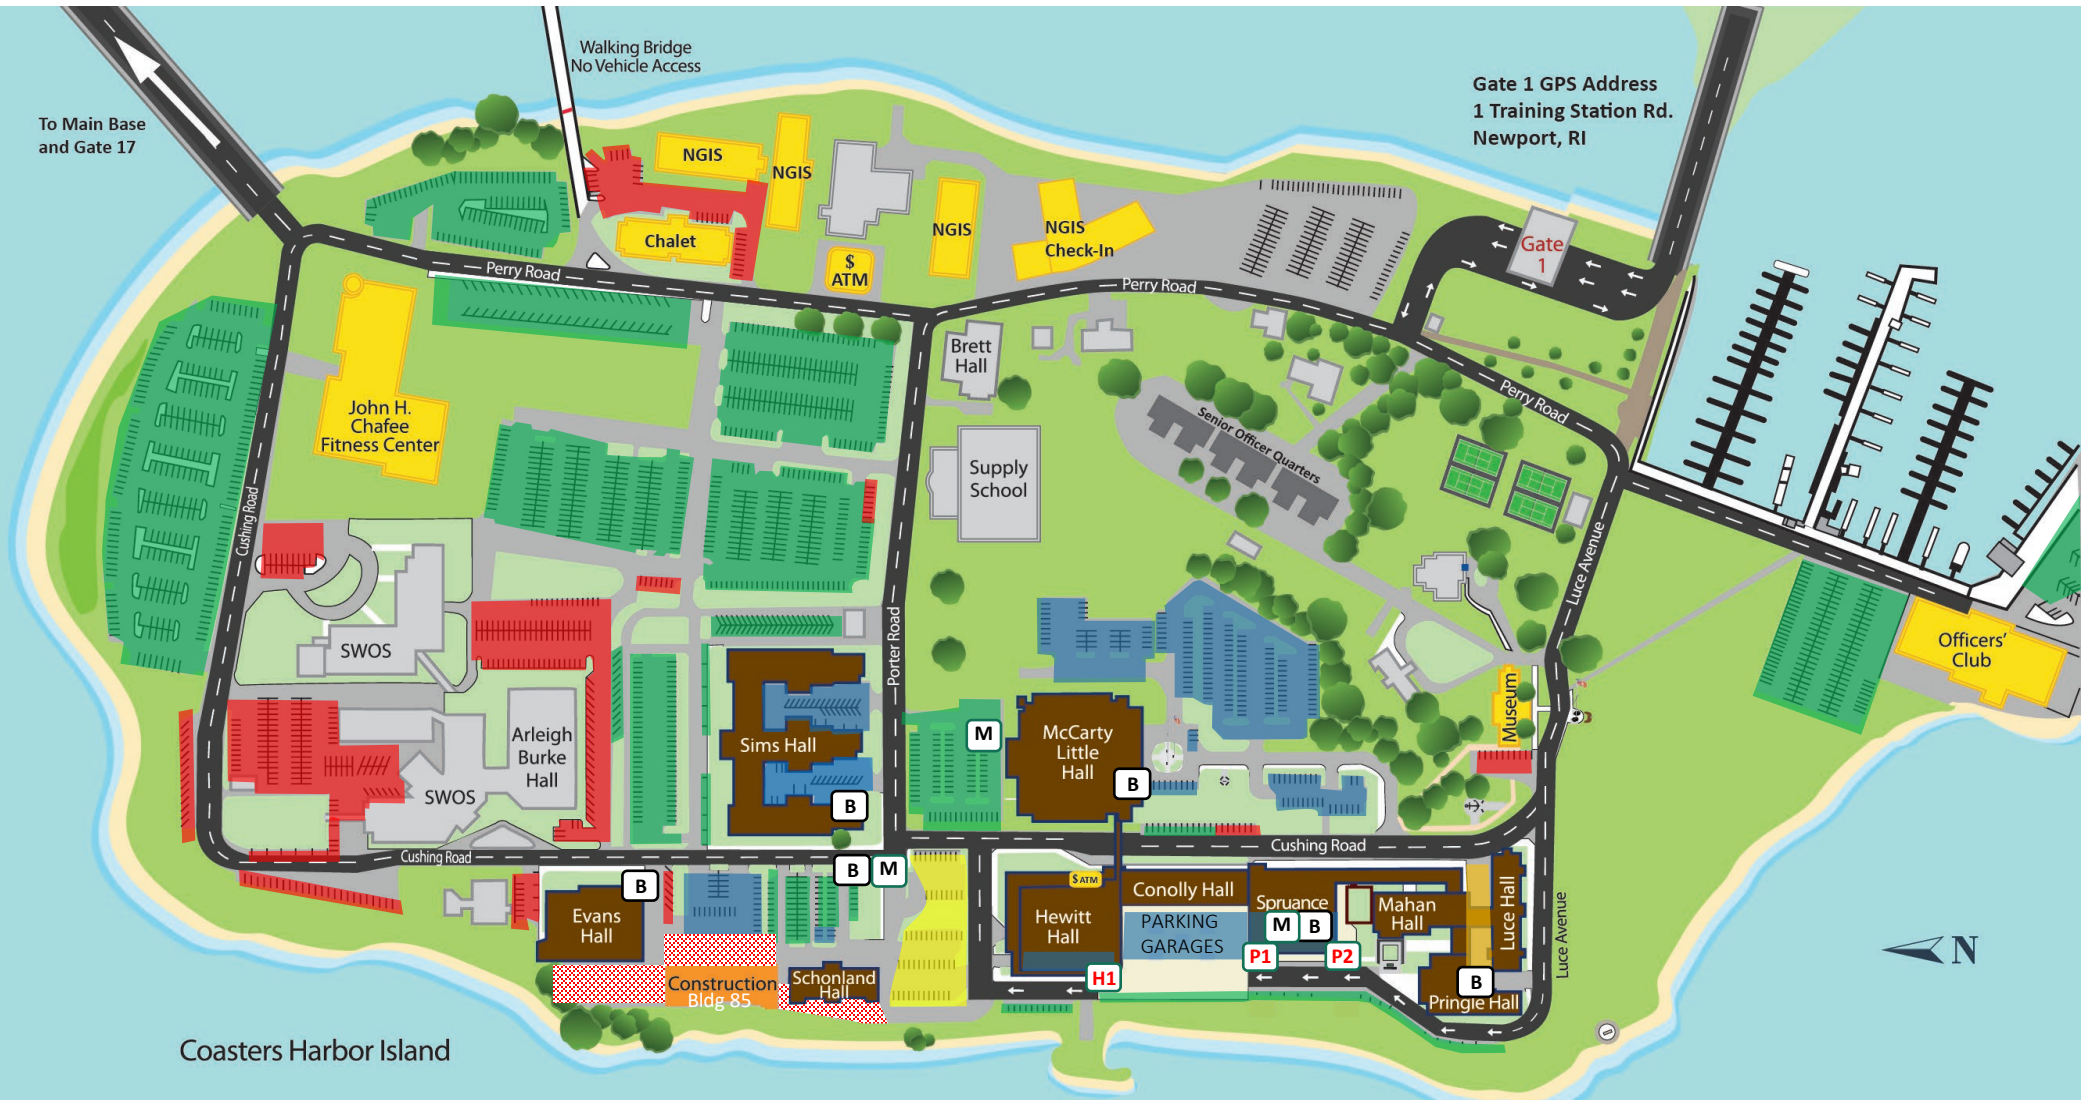 Walking Bridge
No Vehicle Access
To Main Base
and Gate 17
Gate 1 GPS Address
1 Training Station Rd.
Newport, RI
NGIS
NGIS
NGIS
NGIS
Check-In
Chalet
$
ATM
Gate
1
Perry Road
Perry Road
Perry Road
Brett
Hall
John H.
Chafee
Fitness Center
Senior Officer Quarters
Supply
School
Cushing Road
Luce Avenue
Porter Road
SWOS
Officers'
Club
Museum
Arleigh
Burke
Hall
SWOS
Sims Hall
B
M
McCarty
Little
Hall
B
Cushing Road
Cushing Road
B
B
M
Evans
Hall
$ ATM
Hewitt
Hall
Conolly Hall
PARKING
GARAGES
Spruance
M
B
Mahan
Hall
Luce Hall
Luce Avenue
P1
P2
H1
B
Pringle Hall
Construction
Bldg 85
Schonland
Hall
N
Coasters Harbor Island